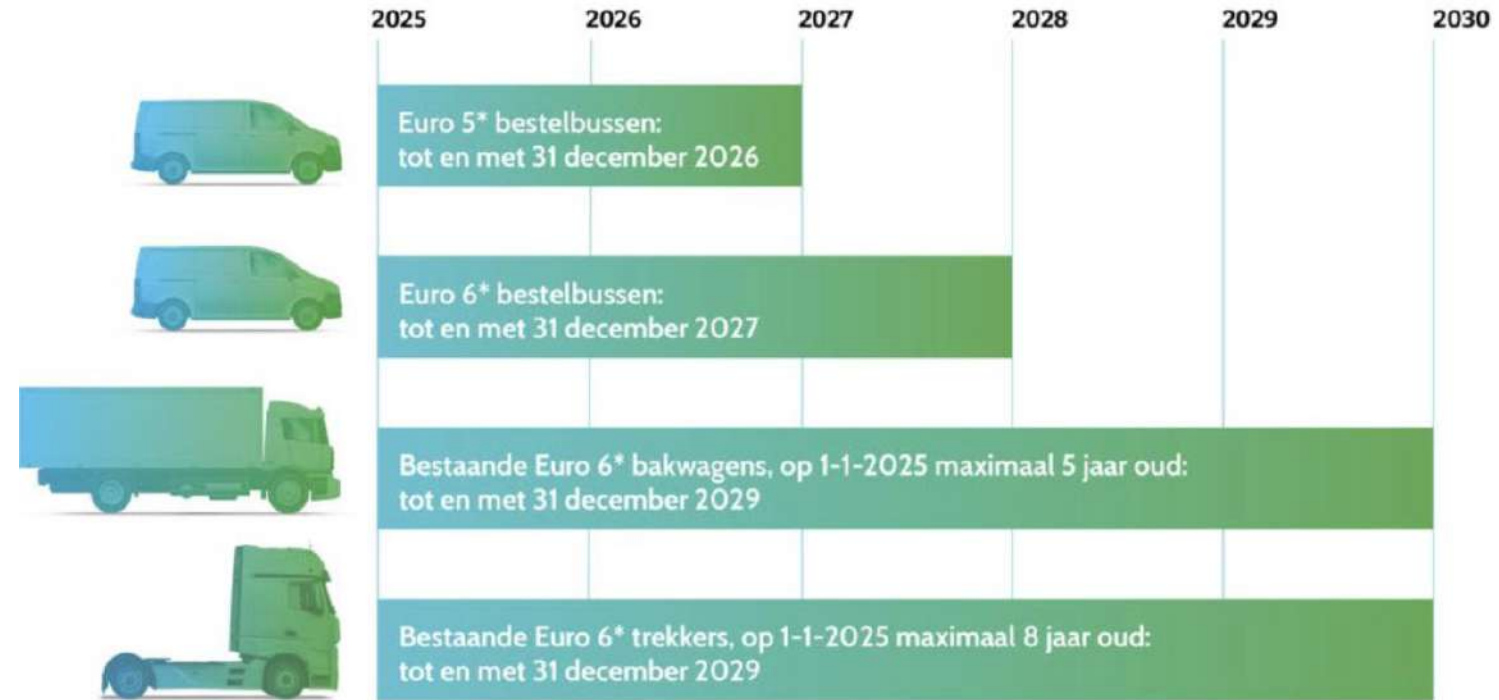 2025 2026 2027 2028 2029 2030
Euro 5* bestelbussen:
tot en met 31 december 2026
Euro 6* bestelbussen:
tot en met 31 december 2027
Bestaande Euro 6* bakwagens, op 1-1-2025 maximaal 5 jaar oud:
tot en met 31 december 2029
Bestaande Euro 6* trekkers, op 1-1-2025 maximaal 8 jaar oud:
tot en met 31 december 2029